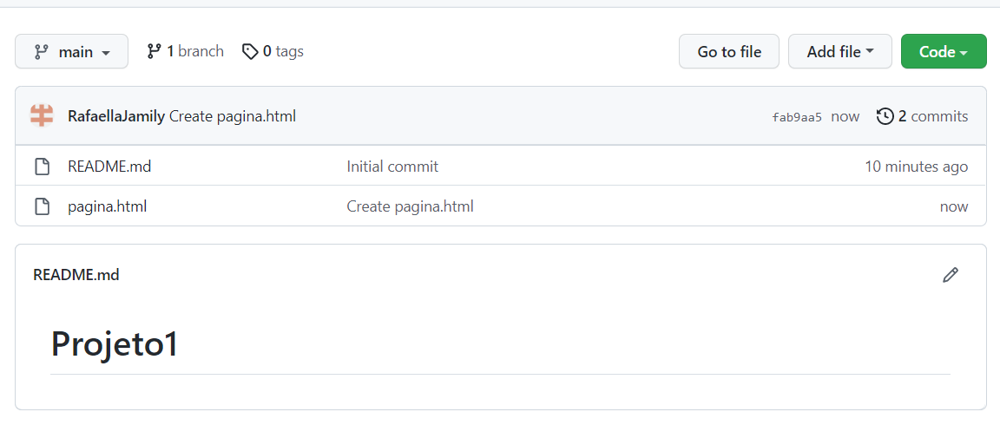 main 1 branch 0 tags Go to file Add file Code
RafaellaJamily Create pagina.html fab9aa5 now 2 commits
README.md Initial commit 10 minutes ago
pagina.html Create pagina.html now
README.md
Projeto1